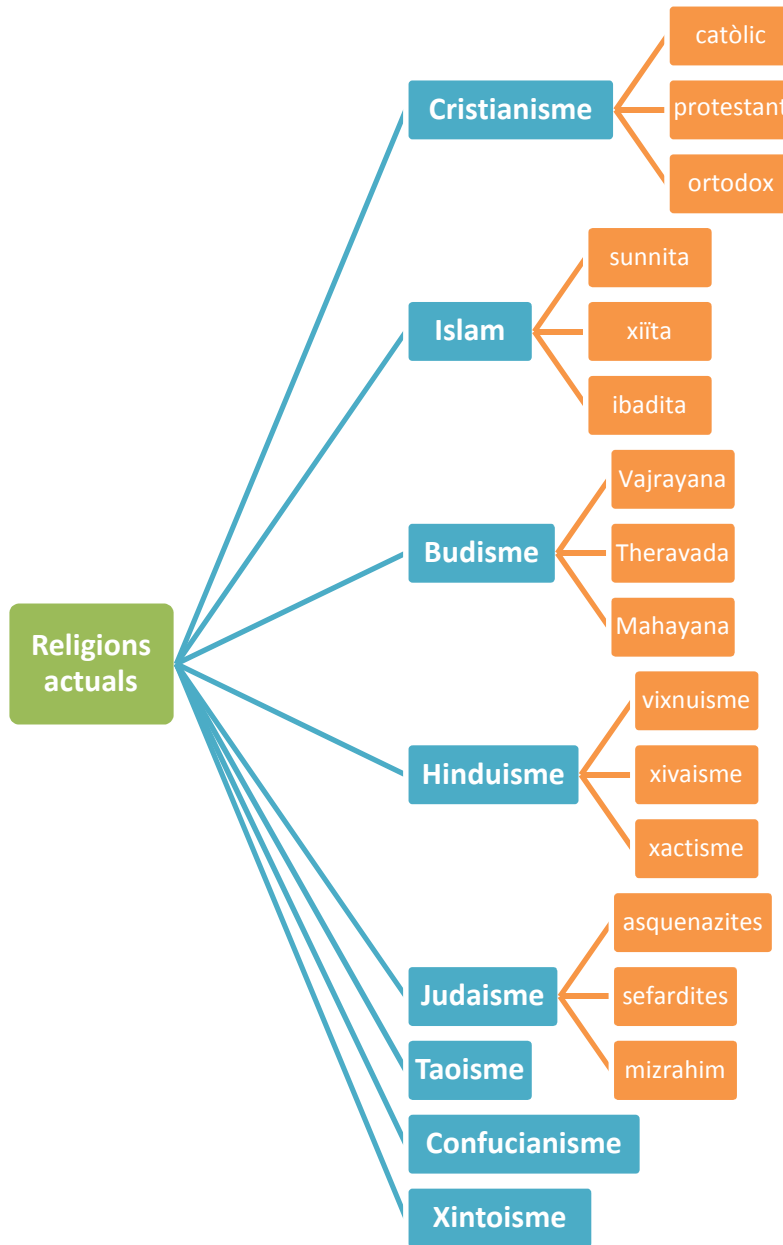 Religions
actuals
Cristianisme
catòlic
protestant
ortodox
Islam
sunnita
xiïta
ibadita
Budisme
Vajrayana
Theravada
Mahayana
Hinduisme
vixnuisme
xivaisme
xactisme
Judaisme
asquenazites
sefardites
mizrahim
Taoisme
Confucianisme
Xintoisme